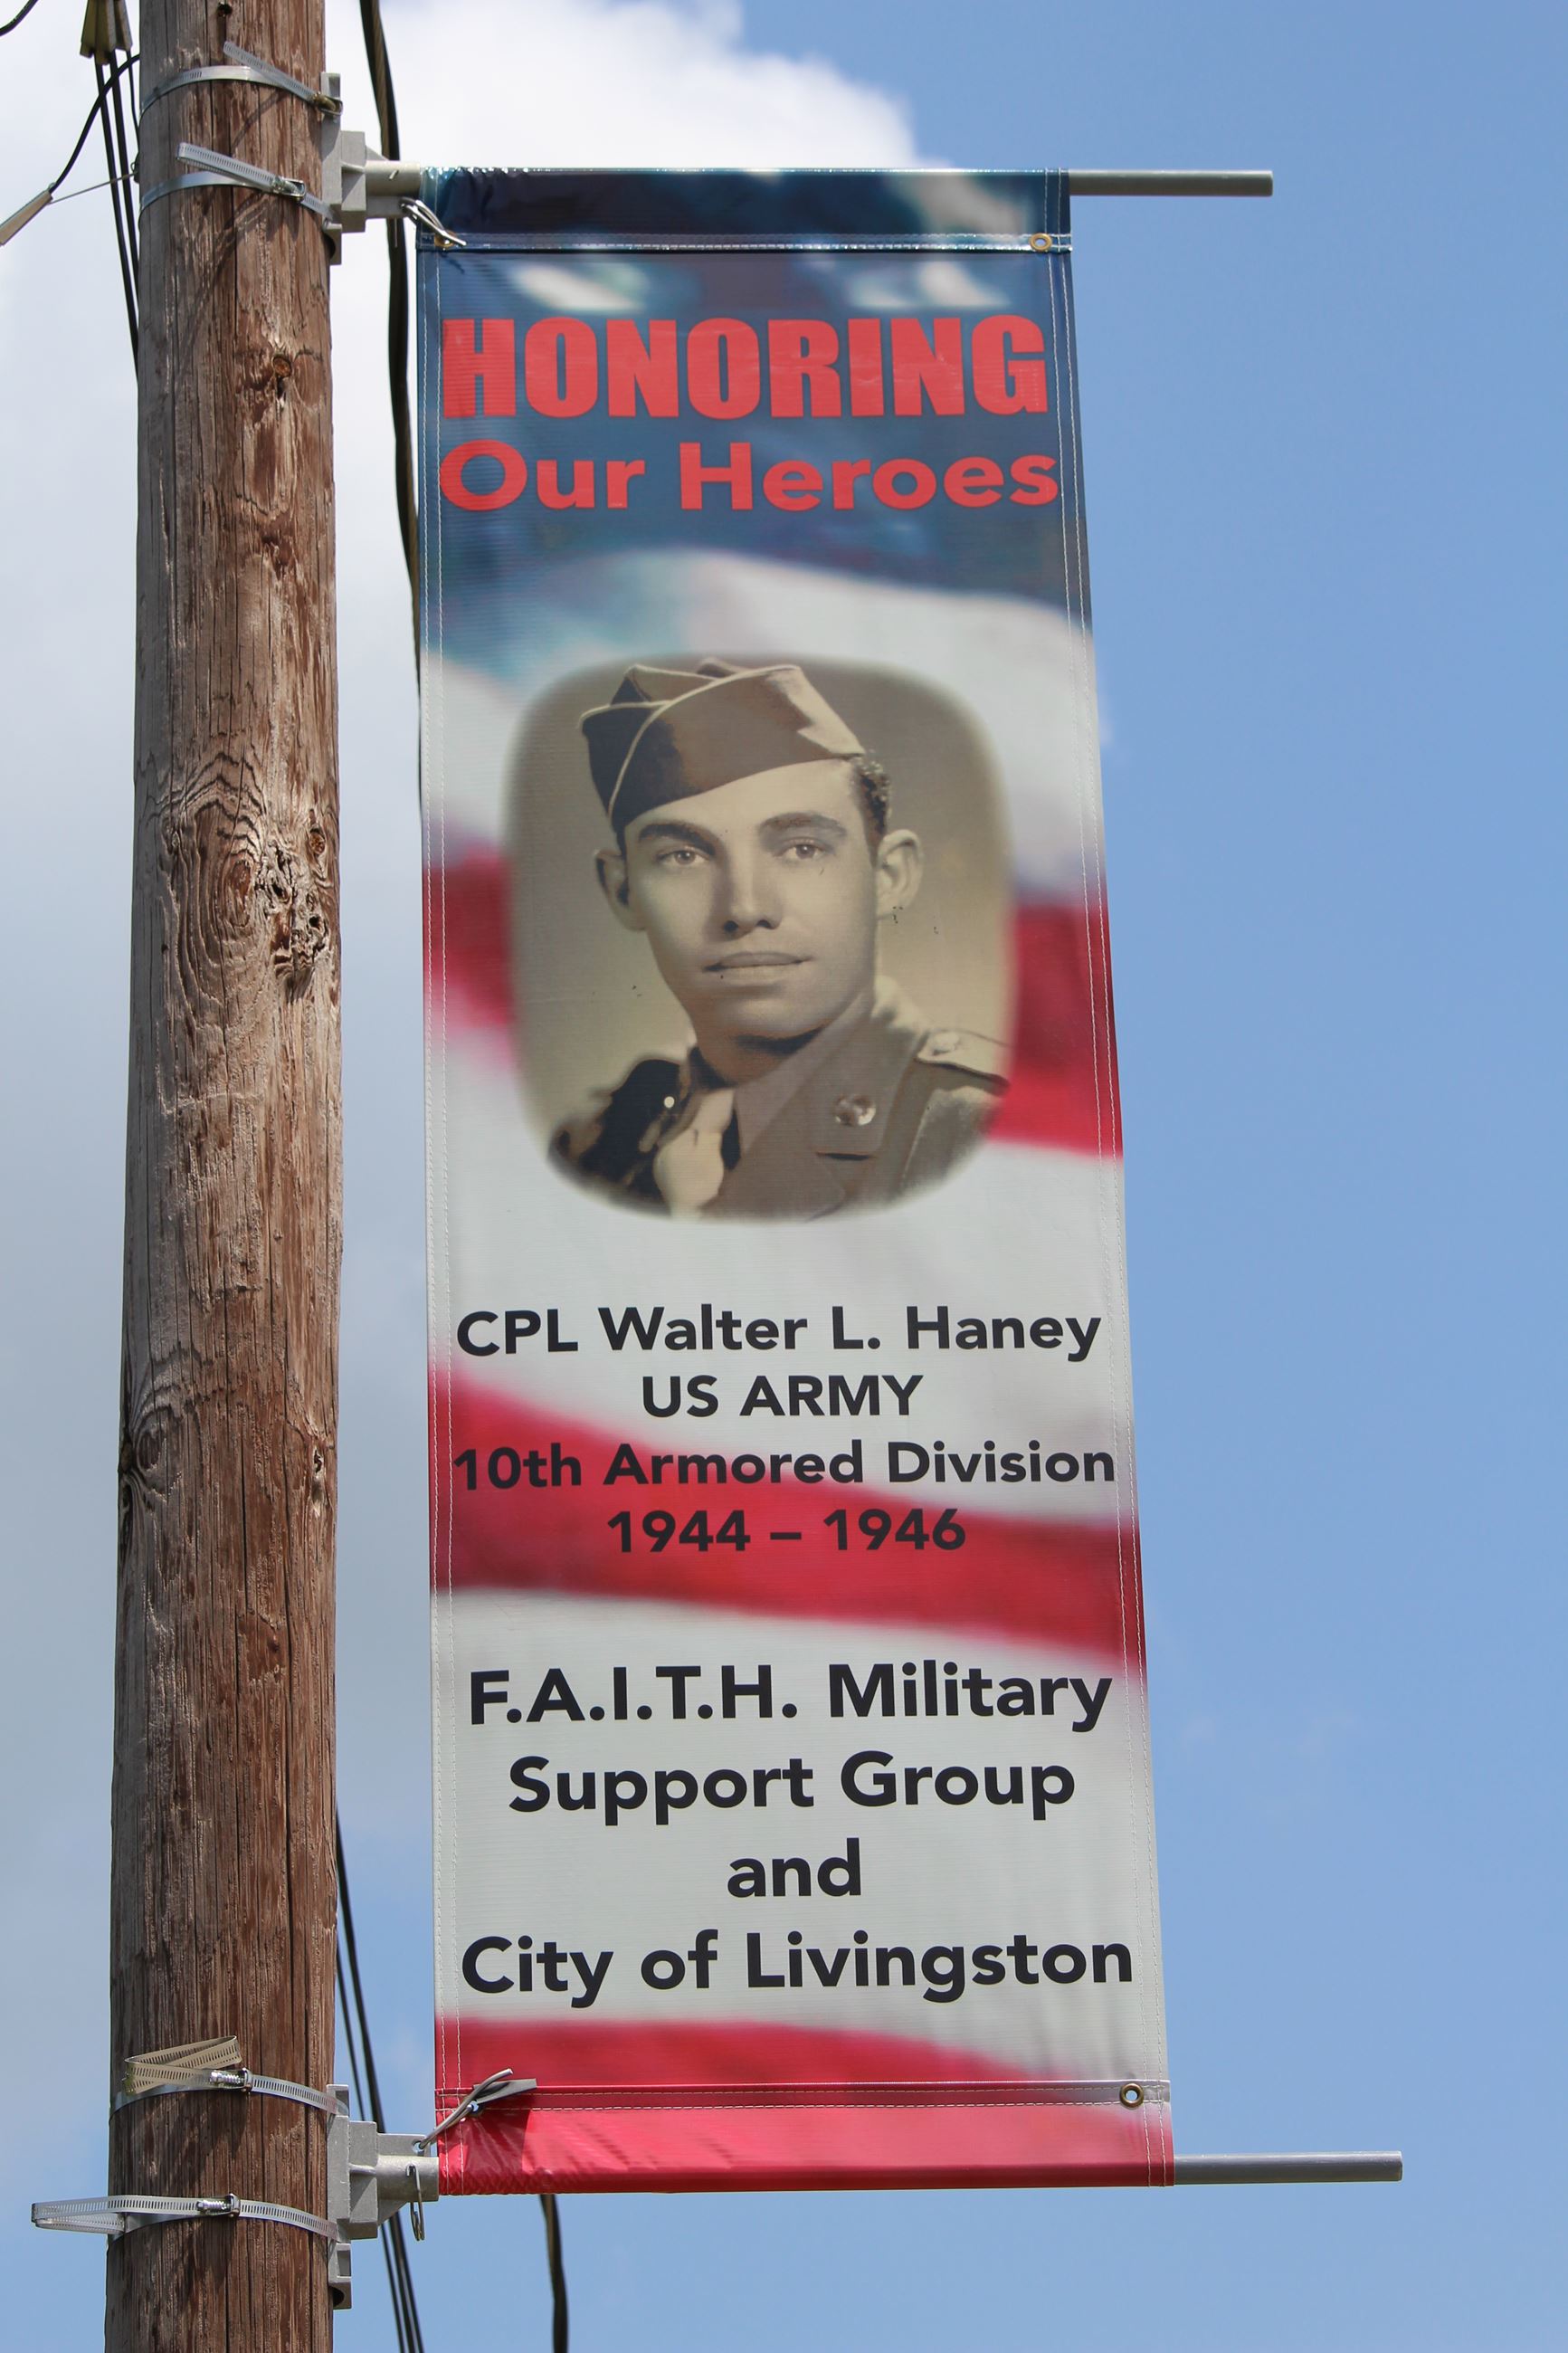 HONORING
Our Heroes
CPL Walter L. Haney
US ARMY
10th Armored Division
1944 – 1946
F.A.I.T.H. Military
Support Group
and
City of Livingston